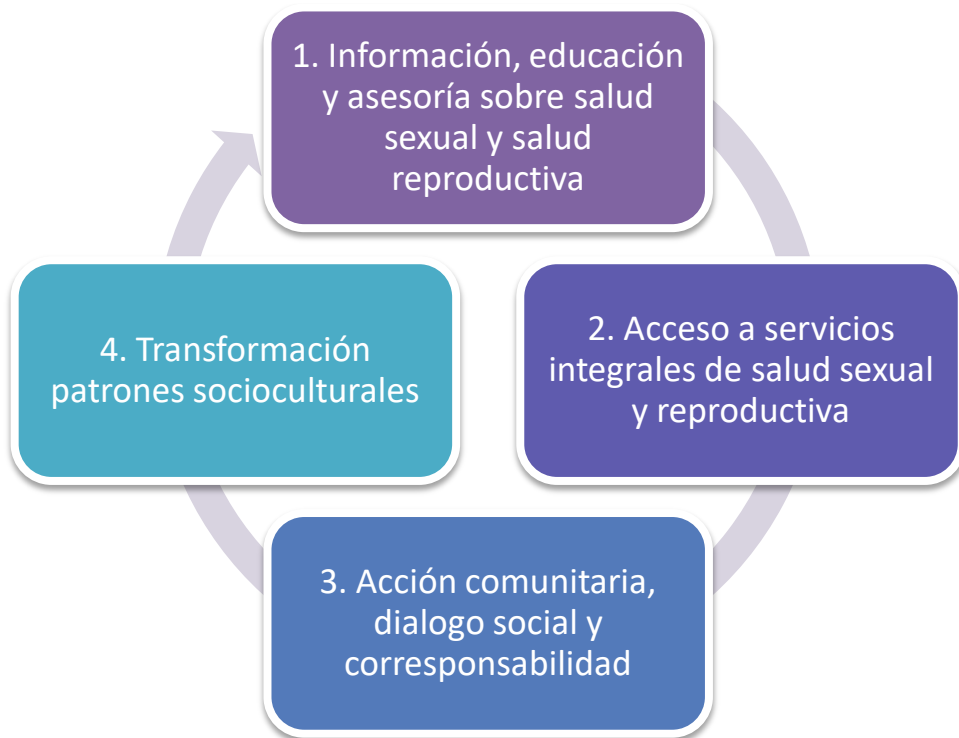 1. Información, educación
y asesoría sobre salud
sexual y salud
reproductiva
2. Acceso a servicios
integrales de salud sexual
y reproductiva
3. Acción comunitaria,
dialogo social y
corresponsabilidad
4. Transformación
patrones socioculturales